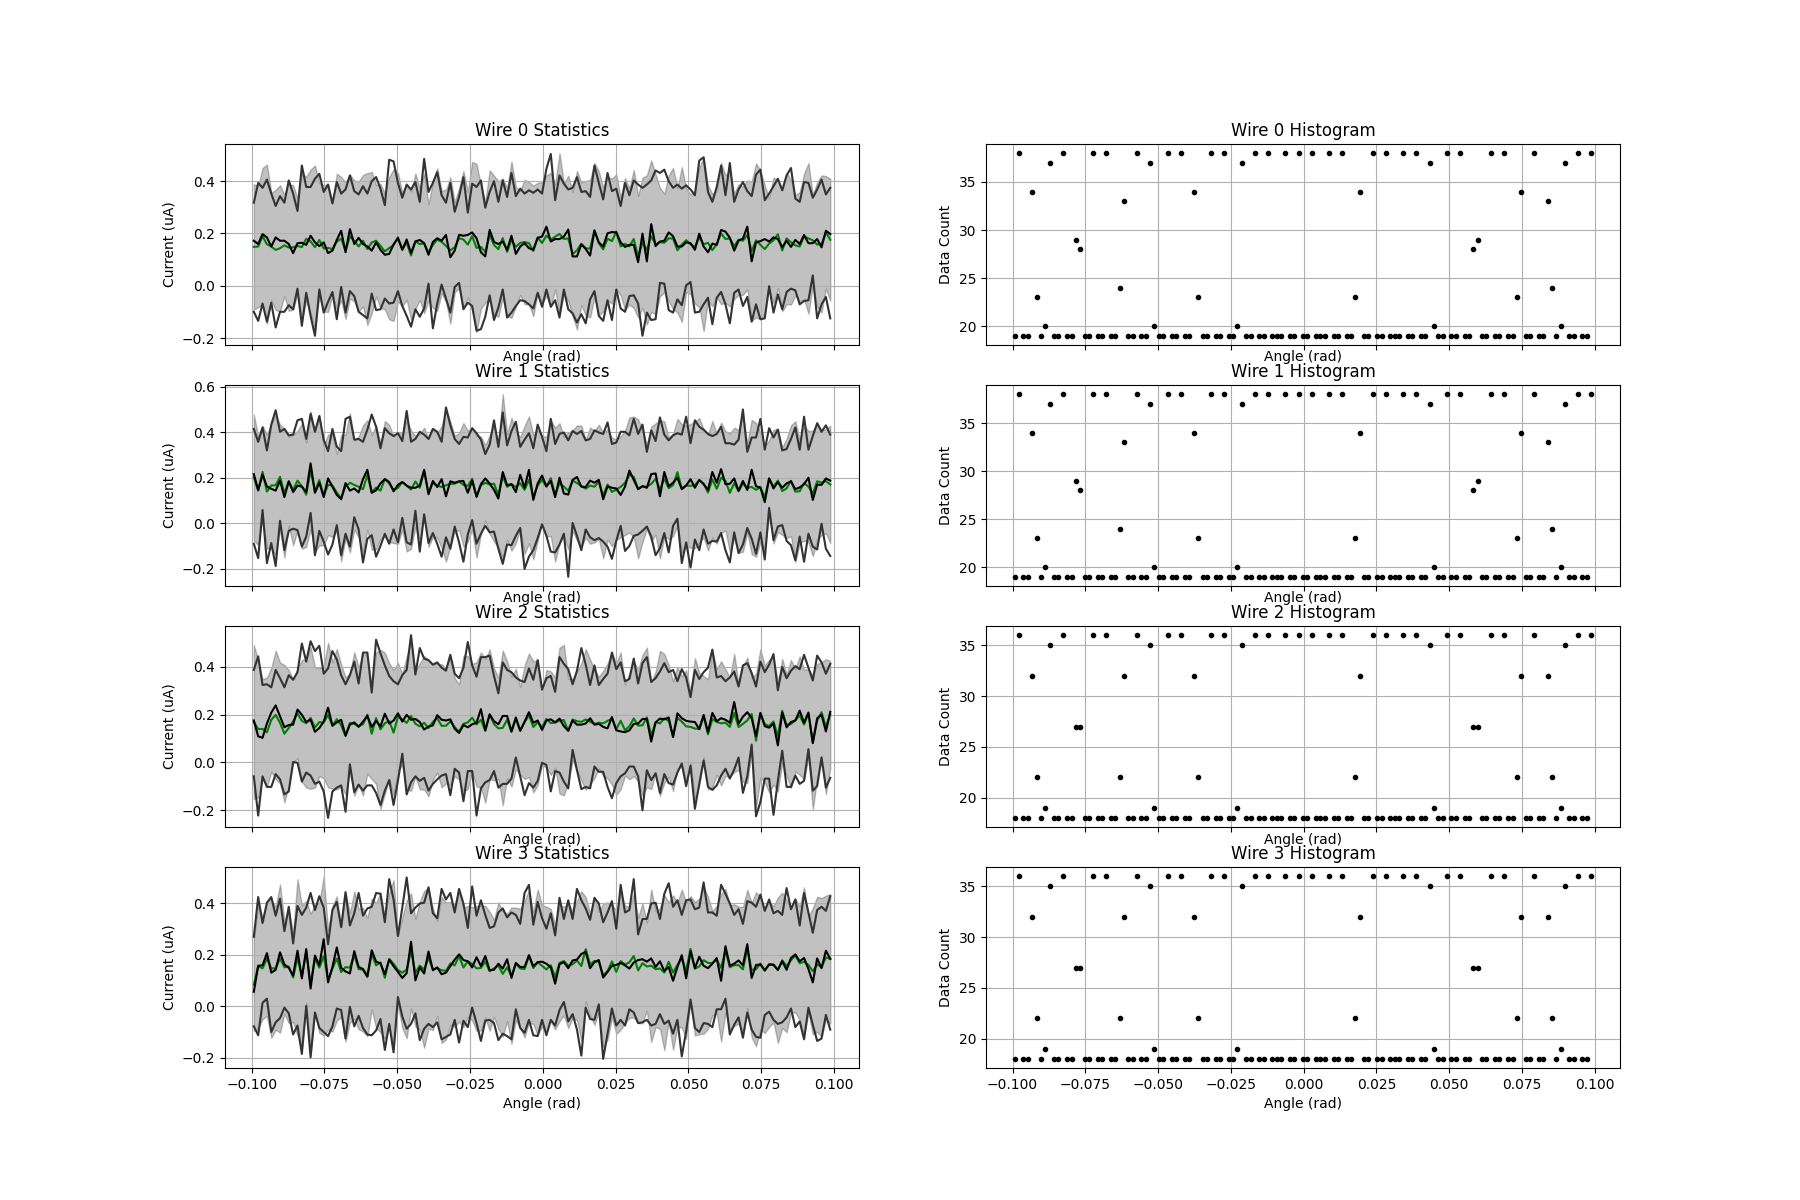 Wire 0 Statistics
Current (uA)
0.4
0.2
0.0
−0.2
Angle (rad)
Wire 0 Histogram
Data Count
35
30
25
20
Angle (rad)
Wire 1 Statistics
Current (uA)
0.6
0.4
0.2
0.0
−0.2
Angle (rad)
Wire 1 Histogram
Data Count
35
30
25
20
Angle (rad)
Wire 2 Statistics
Current (uA)
0.4
0.2
0.0
−0.2
Angle (rad)
Wire 2 Histogram
Data Count
35
30
25
20
Angle (rad)
Wire 3 Statistics
Current (uA)
0.4
0.2
0.0
−0.2
−0.100 −0.075 −0.050 −0.025 0.000 0.025 0.050 0.075 0.100
Angle (rad)
Wire 3 Histogram
Data Count
35
30
25
20
−0.100 −0.075 −0.050 −0.025 0.000 0.025 0.050 0.075 0.100
Angle (rad)